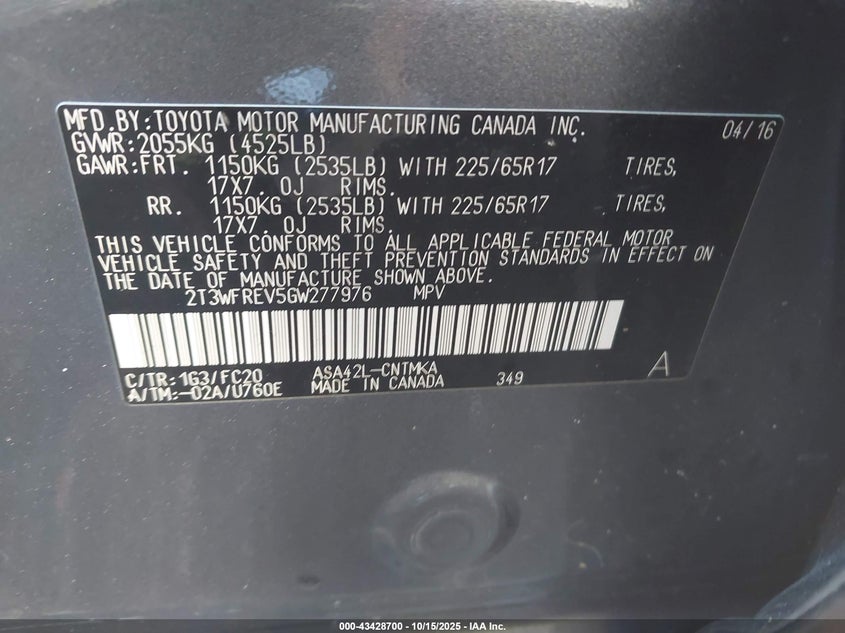 MFD.BY:TOYOTA MOTOR MANUFACTURING CANADA INC. 04/16
GVWR:2055KG (4525LB)
GAWR:FRT. 1150KG (2535LB) WITH 225/65R17 TIRES,
17X7.0J RIMS.
RR. 1150KG (2535LB) WITH 225/65R17 TIRES,
17X7.0J RIMS.
THIS VEHICLE CONFORMS TO ALL APPLICABLE FEDERAL MOTOR
VEHICLE SAFETY AND THEFT PREVENTION STANDARDS IN EFFECT ON
THE DATE OF MANUFACTURE SHOWN ABOVE.
2T3WFREV5GW277976 MPV
C/TR:1G3/FC20 ASA42L-CNTMKA A
A/TM:-02A/U760E MADE IN CANADA 349
000-43428700 - 10/15/2025 - IAA Inc.